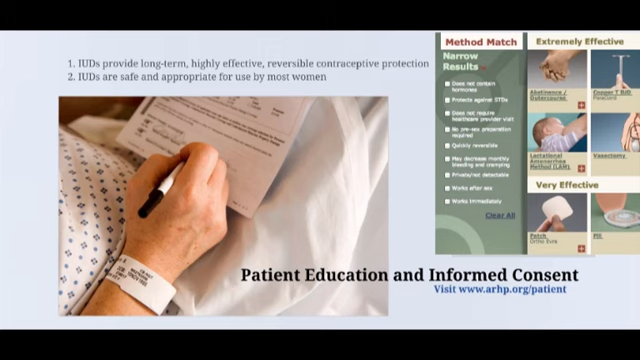 1. IUDs provide long-term, highly effective, reversible contraceptive protection
2. IUDs are safe and appropriate for use by most women
Method Match
Narrow
Results
Does not contain
hormones
Protects against STDs
Does not require
healthcare provider visit
No pre-sex preparation
required
Quickly reversible
May decrease monthly
bleeding and cramping
Private/not detectable
Works after sex
Works immediately
Clear All
Extremely Effective
Abstinence /
Outercourse
Copper T IUD
ParaGard
Lactational
Amenorrhea
Method (LAM)
Vasectomy
Very Effective
Patch
Ortho Evra
Pill
Patient Education and Informed Consent
Visit www.arhp.org/patient